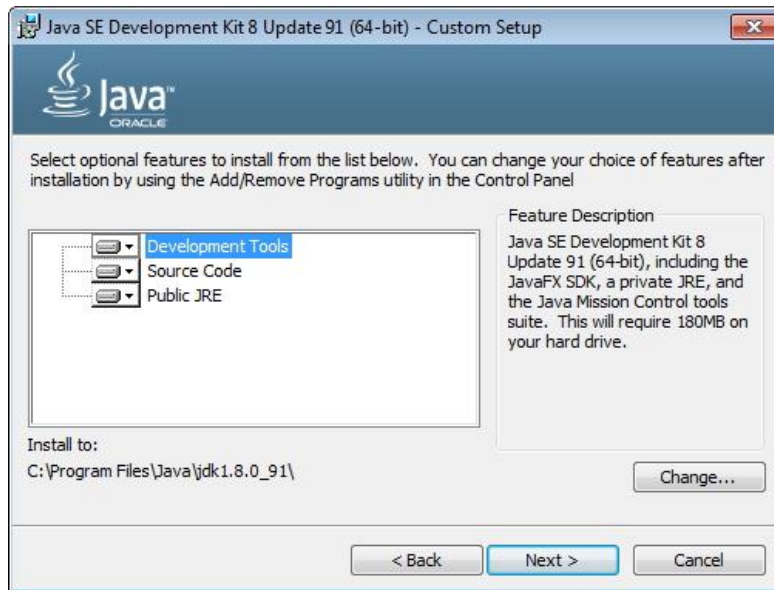 Java SE Development Kit 8 Update 91 (64-bit) - Custom Setup
Java™
ORACLE
Select optional features to install from the list below. You can change your choice of features after
installation by using the Add/Remove Programs utility in the Control Panel
Development Tools
Source Code
Public JRE
Feature Description
Java SE Development Kit 8
Update 91 (64-bit), including the
JavaFX SDK, a private JRE, and
the Java Mission Control tools
suite. This will require 180MB on
your hard drive.
Install to:
C:\Program Files\Java\jdk1.8.0_91\
Change...
< Back
Next >
Cancel